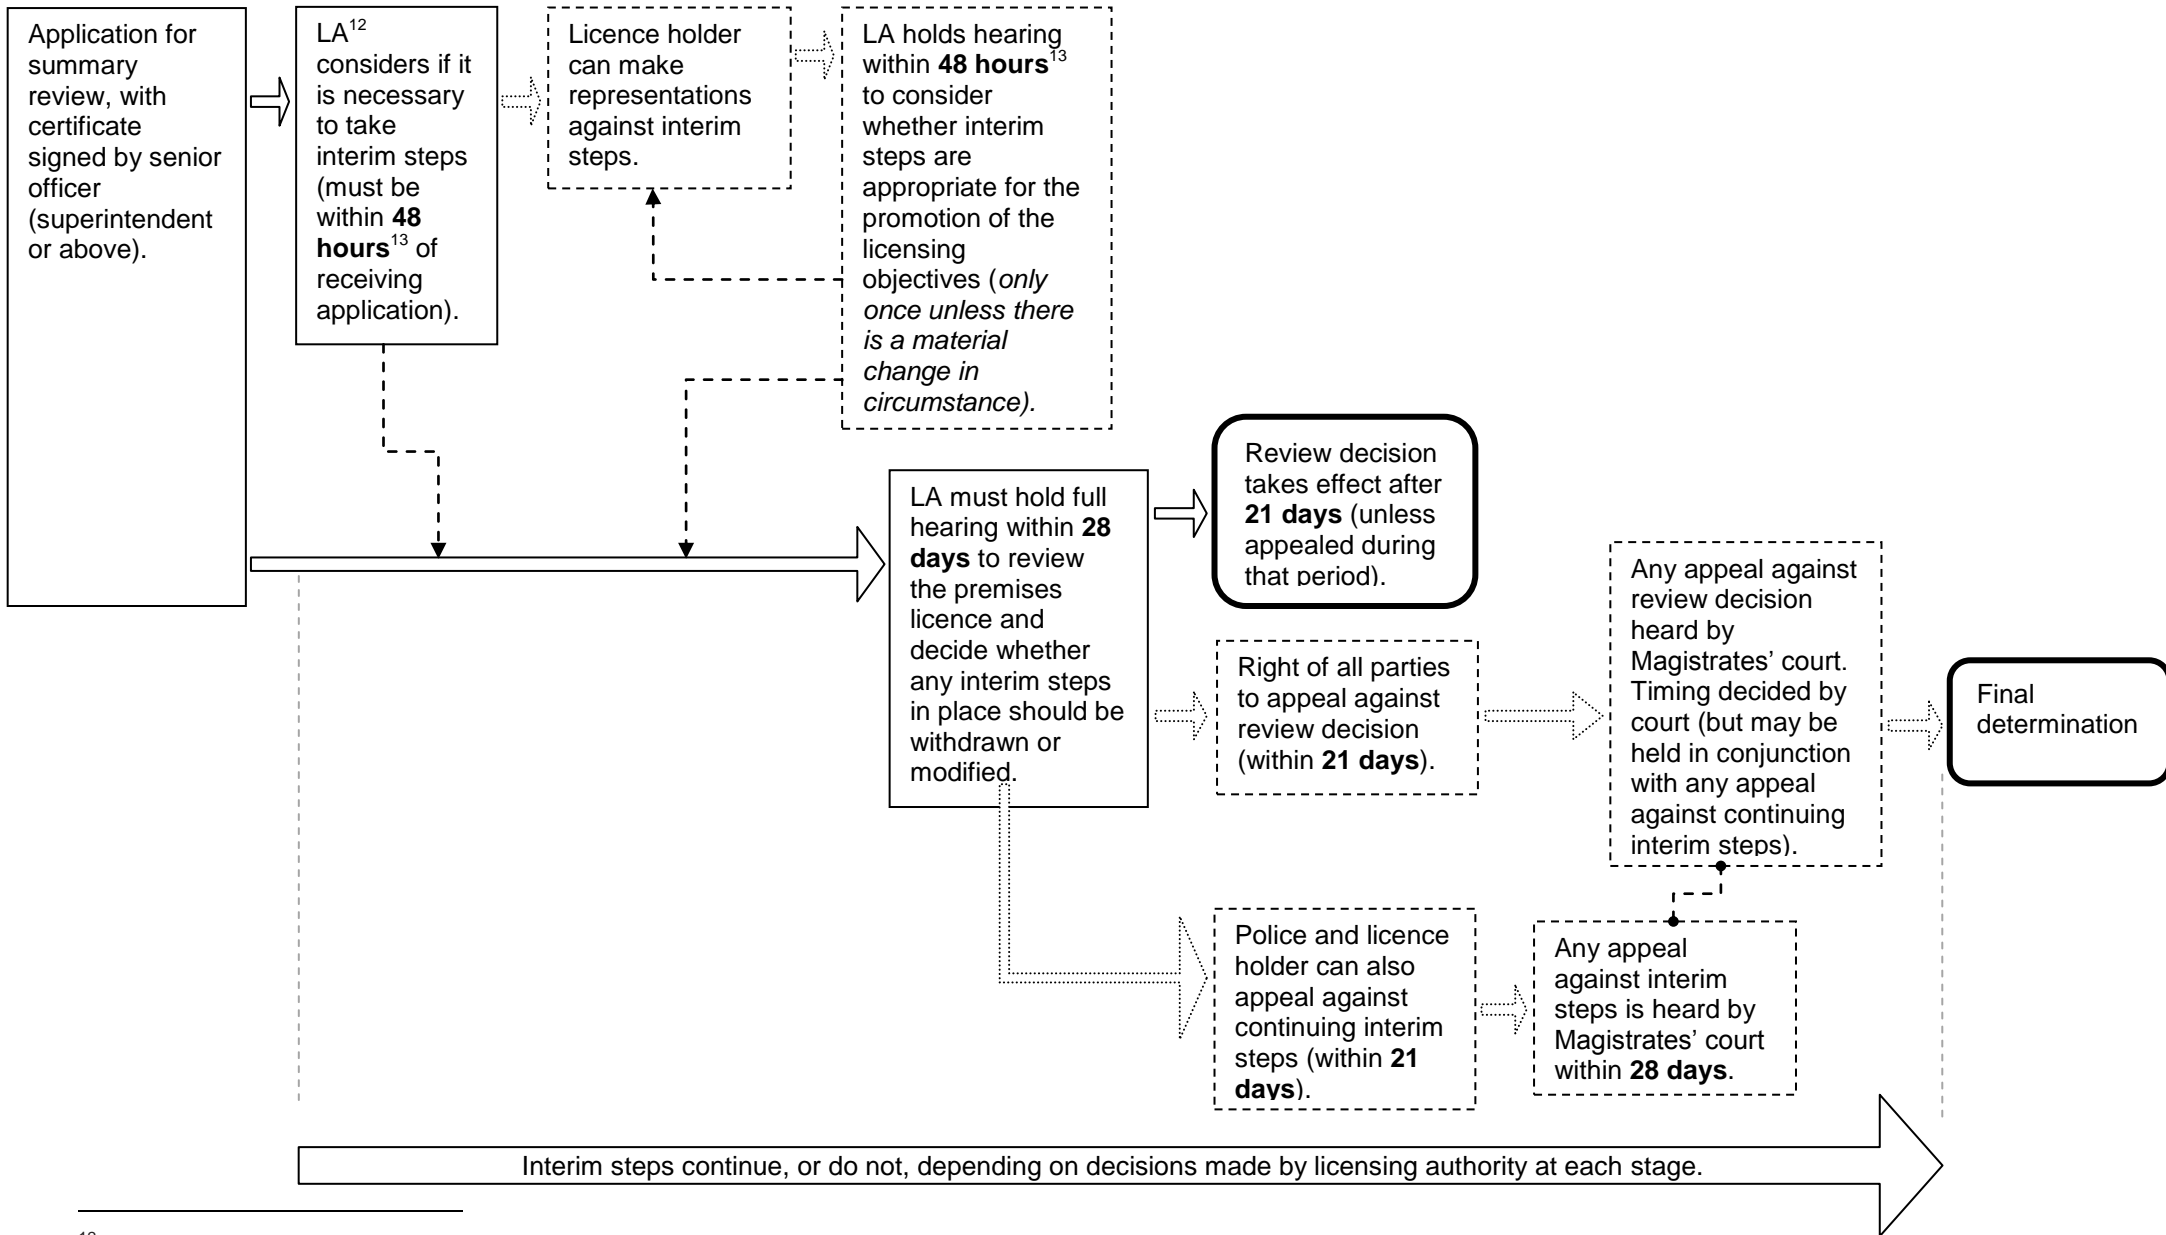 Application for
summary
review, with
certificate
signed by senior
officer
(superintendent
or above).
LA12
considers if it
is necessary
to take
interim steps
(must be
within 48
hours13 of
receiving
application).
Licence holder
can make
representations
against interim
steps.
LA holds hearing
within 48 hours13
to consider
whether interim
steps are
appropriate for the
promotion of the
licensing
objectives (only
once unless there
is a material
change in
circumstance).
LA must hold full
hearing within 28
days to review
the premises
licence and
decide whether
any interim steps
in place should be
withdrawn or
modified.
Review decision
takes effect after
21 days (unless
appealed during
that period).
Right of all parties
to appeal against
review decision
(within 21 days).
Any appeal against
review decision
heard by
Magistrates’ court.
Timing decided by
court (but may be
held in conjunction
with any appeal
against continuing
interim steps).
Final
determination
Police and licence
holder can also
appeal against
continuing interim
steps (within 21
days).
Any appeal
against interim
steps is heard by
Magistrates’ court
within 28 days.
Interim steps continue, or do not, depending on decisions made by licensing authority at each stage.